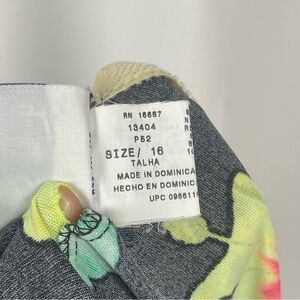 RN 16667
13404
P52
SIZE/ 16
TALHA
MADE IN DOMINICA
HECHO EN DOMINIC
UPC 096611